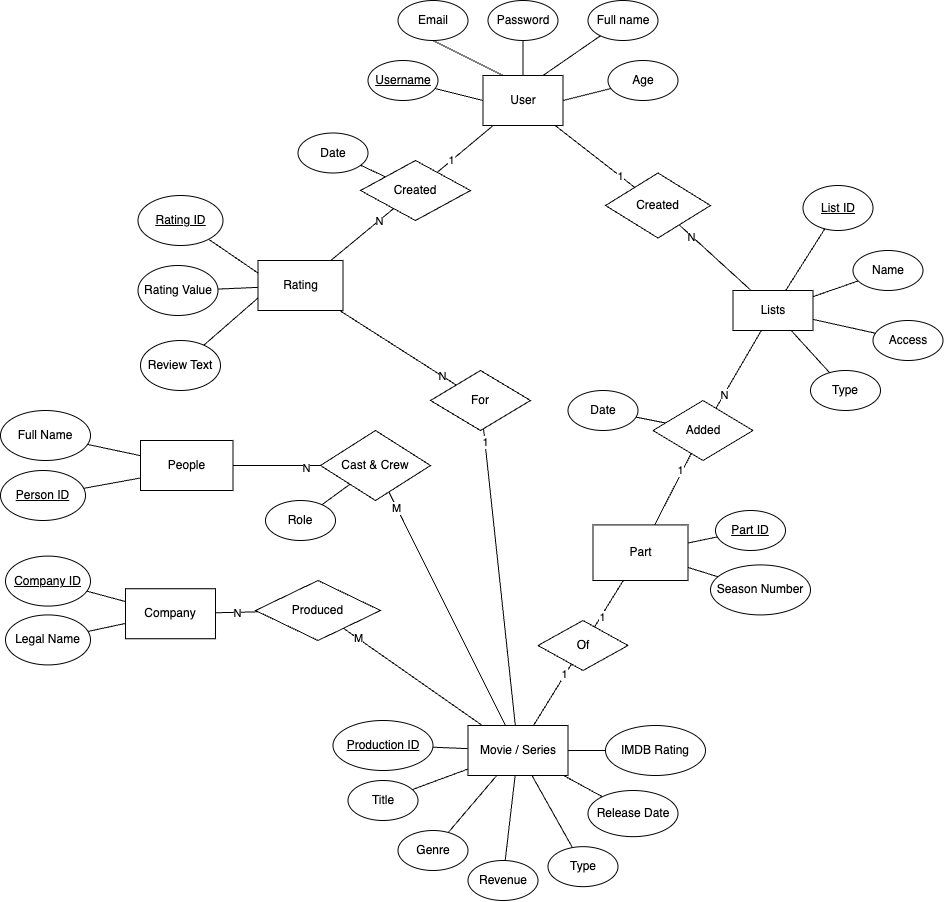 Email
Password
Full name
Username
User
Age
Date
1
Created
N
1
Created
N
Rating ID
Rating Value
Review Text
Rating
List ID
Name
Lists
Access
Type
N
For
1
N
Date
Added
1
Full Name
People
Person ID
N
Cast & Crew
M
Role
Part
Part ID
Season Number
Company ID
Company
Legal Name
N
Produced
M
1
Of
1
Production ID
Movie / Series
IMDB Rating
Title
Release Date
Genre
Revenue
Type